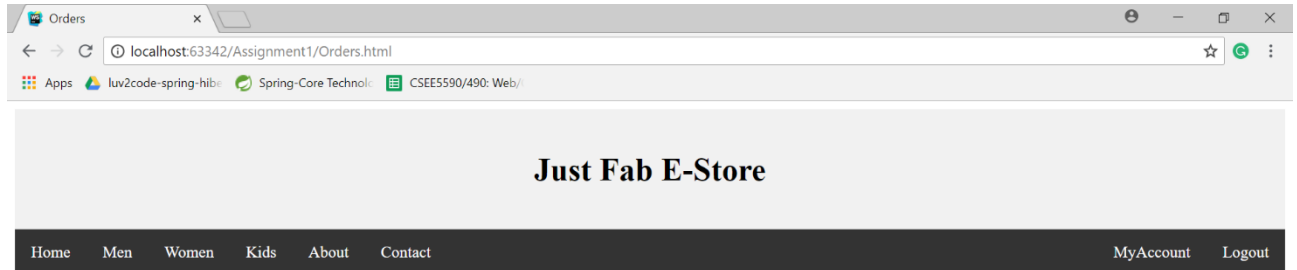 Orders
localhost:63342/Assignment1/Orders.html
Apps luv2code-spring-hibe Spring-Core Technolo CSEE5590/490: Web/
Just Fab E-Store
Home Men Women Kids About Contact MyAccount Logout